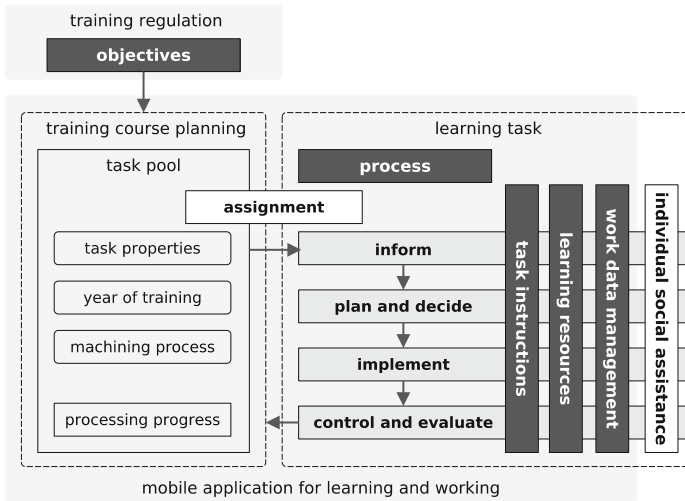 training regulation
objectives
training course planning
learning task
task pool
process
assignment
task properties
inform
year of training
plan and decide
machining process
implement
processing progress
control and evaluate
task instructions
learning resources
work data management
individual social assistance
mobile application for learning and working